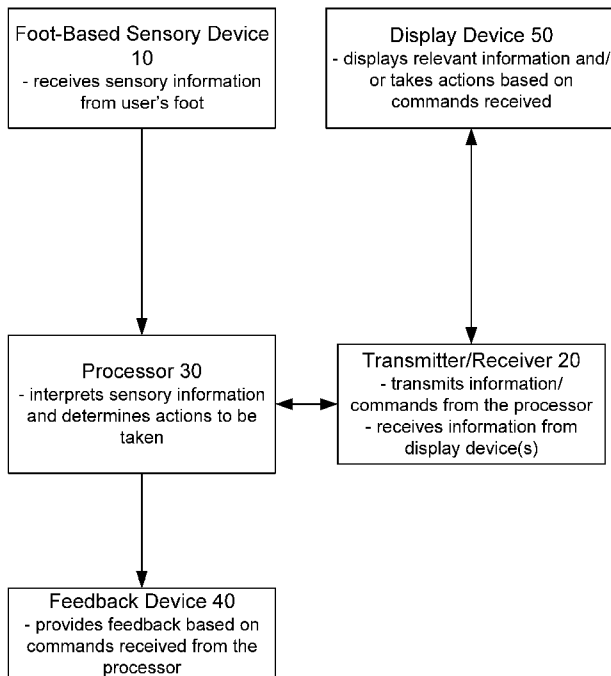 Foot-Based Sensory Device
10
- receives sensory information
from user's foot
Display Device 50
- displays relevant information and/
or takes actions based on
commands received
Processor 30
- interprets sensory information
and determines actions to be
taken
Transmitter/Receiver 20
- transmits information/
commands from the processor
- receives information from
display device(s)
Feedback Device 40
- provides feedback based on
commands received from the
processor